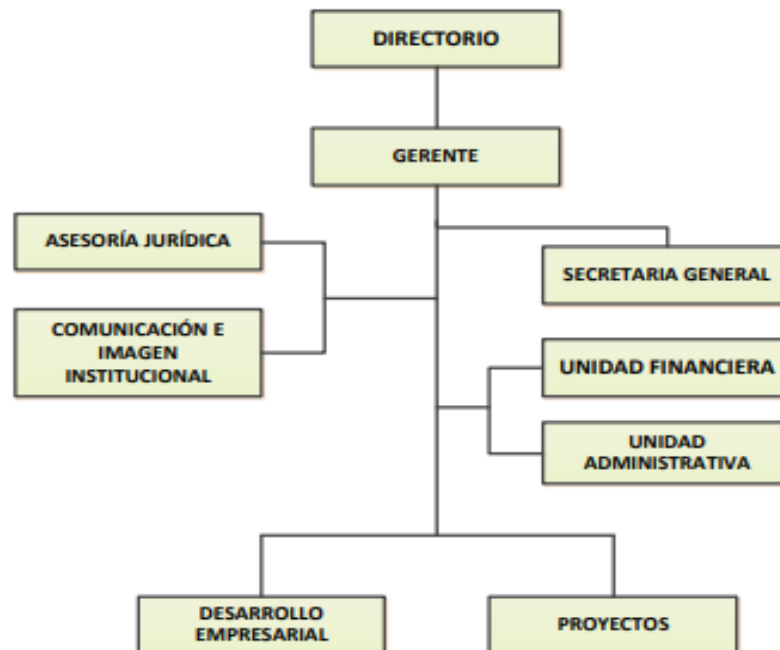 DIRECTORIO
GERENTE
ASESORÍA JURÍDICA
SECRETARIA GENERAL
COMUNICACIÓN E
IMAGEN
INSTITUCIONAL
UNIDAD FINANCIERA
UNIDAD
ADMINISTRATIVA
DESARROLLO
EMPRESARIAL
PROYECTOS